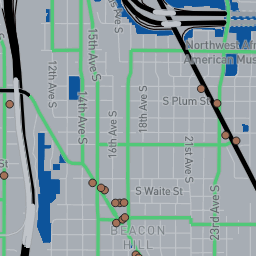 15th Ave S
12th Ave S
14th Ave S
16th Ave S
18th Ave S
21st Ave S
23rd Ave S
Northwest
American Mus
S Plum St
St
S Waite St
BEACON
HILL